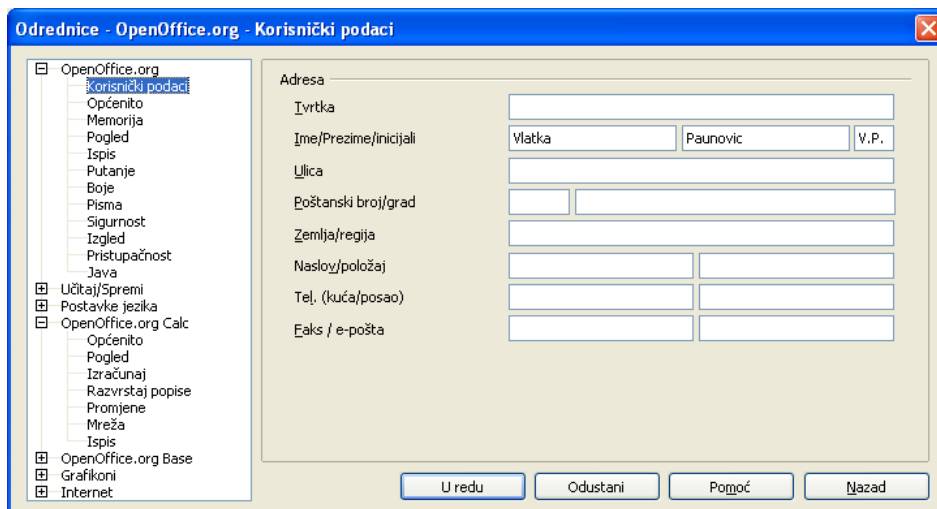 Odrednice - OpenOffice.org - Korisnički podaci
OpenOffice.org
Korisnički podaci
Općenito
Memorija
Pogled
Ispis
Putanje
Boje
Pisma
Sigurnost
Izgled
Pristupačnost
Java
Učitaj/Spremi
Postavke jezika
OpenOffice.org Calc
Općenito
Pogled
Izračunaj
Razvrstaj popise
Promjene
Mreža
Ispis
OpenOffice.org Base
Grafikoni
Internet
Adresa
Tvrtka
Ime/Prezime/inicijali Vlatka Paunovic V.P.
Ulica
Poštanski broj/grad
Zemlja/regija
Naslov/položaj
Tel. (kuća/posao)
Faks / e-pošta
U redu Odustani Pomoć Nazad